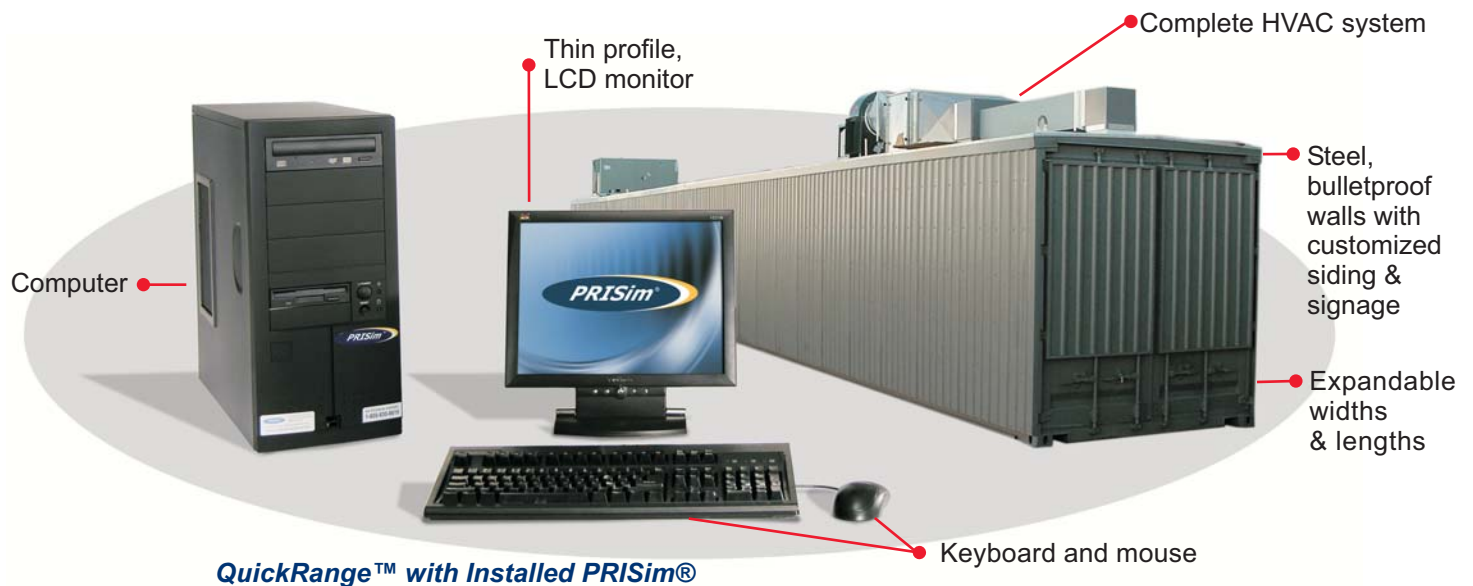 Complete HVAC system
Thin profile,
LCD monitor
Steel,
bulletproof
walls with
customized
siding &
signage
Computer
PRISim®
PRISim
Expandable
widths
& lengths
Keyboard and mouse
QuickRange™ with Installed PRISim®